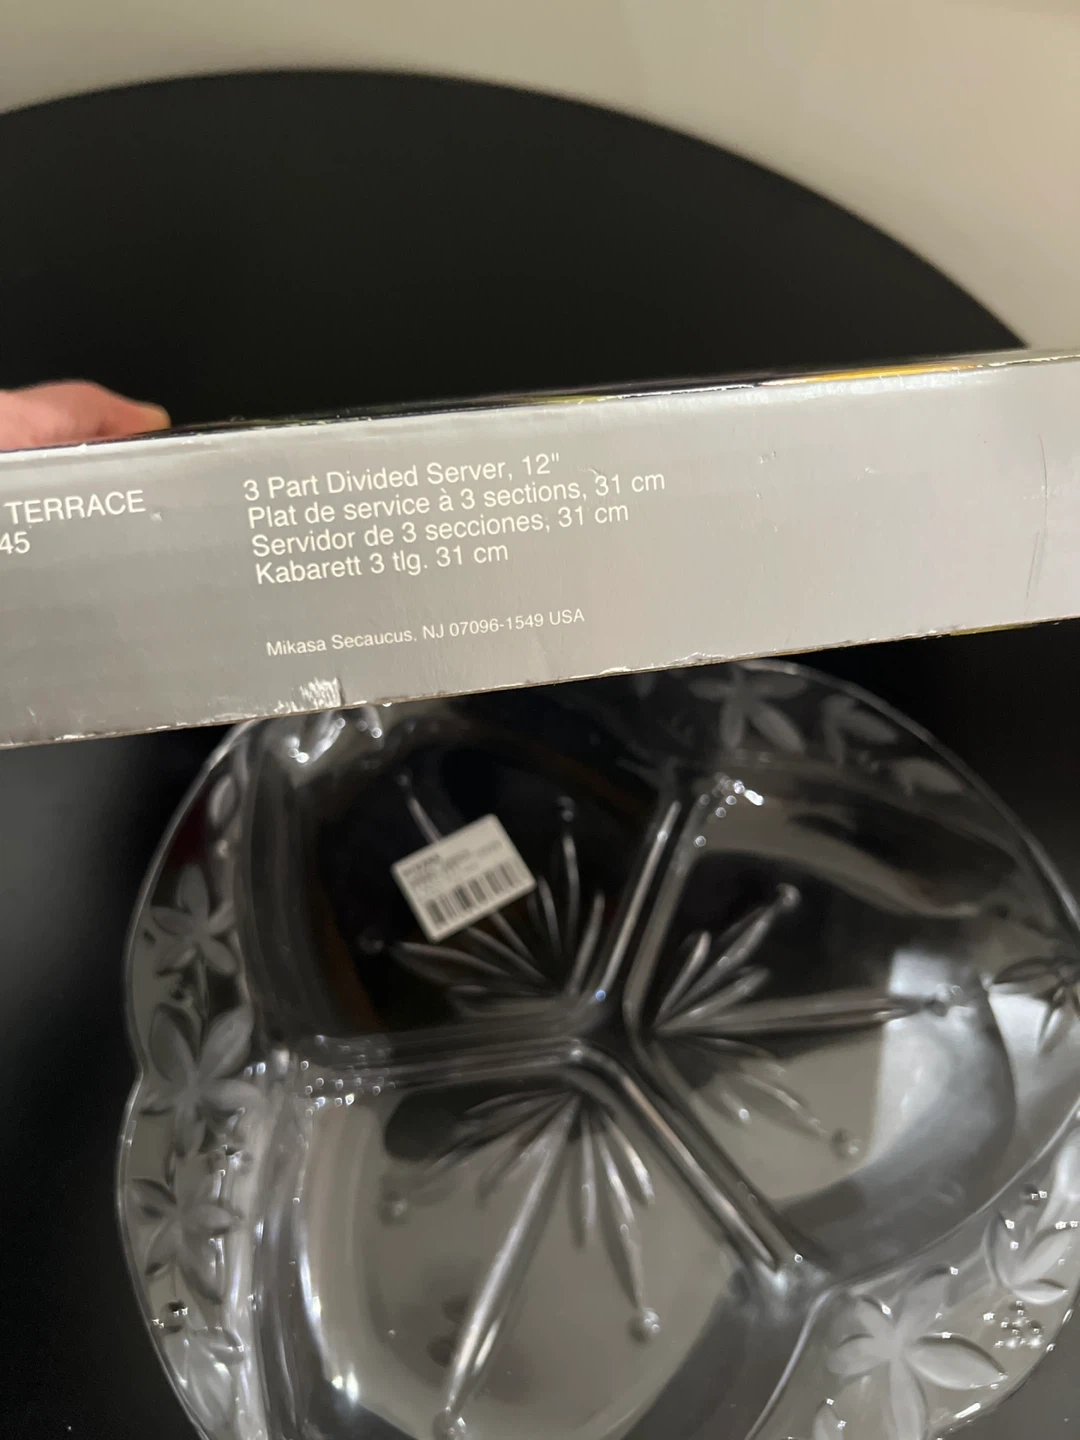 TERRACE
45
3 Part Divided Server, 12"
Plat de service à 3 sections, 31 cm
Servidor de 3 secciones, 31 cm
Kabarett 3 tlg. 31 cm
Mikasa Secaucus, NJ 07096-1549 USA